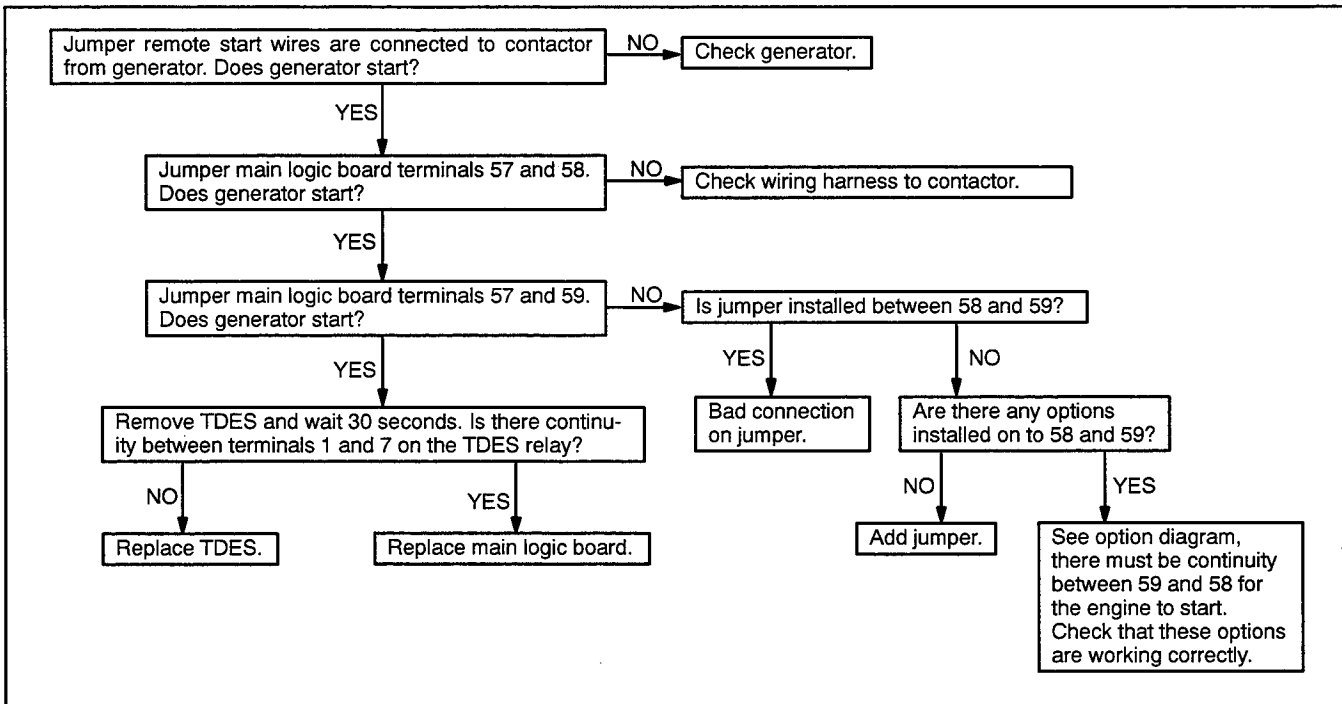 Jumper remote start wires are connected to contactor
from generator. Does generator start?
NO
Check generator.
YES
Jumper main logic board terminals 57 and 58.
Does generator start?
NO
Check wiring harness to contactor.
YES
Jumper main logic board terminals 57 and 59.
Does generator start?
NO
Is jumper installed between 58 and 59?
YES
YES
NO
Remove TDES and wait 30 seconds. Is there continu-
ity between terminals 1 and 7 on the TDES relay?
Bad connection
on jumper.
Are there any options
installed on to 58 and 59?
NO
YES
NO
YES
Replace TDES.
Replace main logic board.
Add jumper.
See option diagram,
there must be continuity
between 59 and 58 for
the engine to start.
Check that these options
are working correctly.